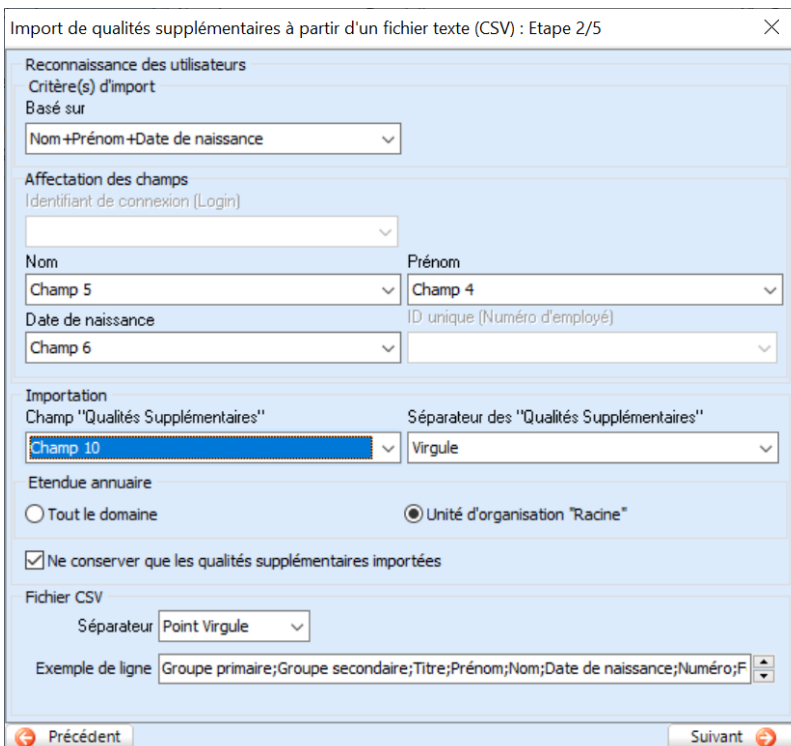 Import de qualités supplémentaires à partir d'un fichier texte (CSV) : Etape 2/5
Reconnaissance des utilisateurs
Critère(s) d'import
Basé sur
Nom+Prénom+Date de naissance
Affectation des champs
Identifiant de connexion (Login)
Nom Prénom
Champ 5 Champ 4
Date de naissance ID unique (Numéro d'employé)
Champ 6
Importation
Champ "Qualités Supplémentaires" Séparateur des "Qualités Supplémentaires"
Champ 10 Virgule
Etendue annuaire
Tout le domaine Unité d'organisation "Racine"
Ne conserver que les qualités supplémentaires importées
Fichier CSV
Séparateur Point Virgule
Exemple de ligne Groupe primaire;Groupe secondaire;Titre;Prénom;Nom;Date de naissance;Numéro;F
Précédent Suivant